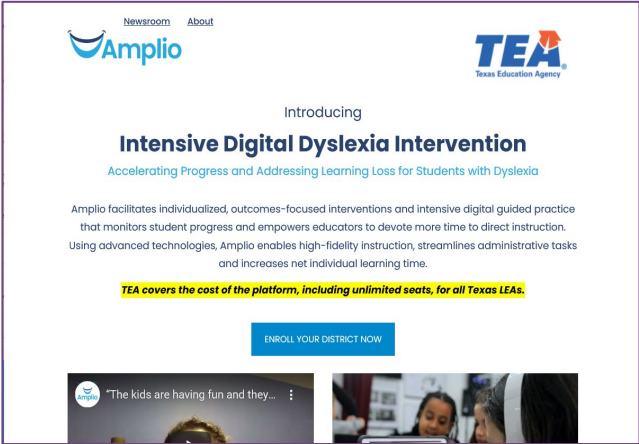 Newsroom About
Amplio
TEA
Texas Education Agency
Introducing
Intensive Digital Dyslexia Intervention
Accelerating Progress and Addressing Learning Loss for Students with Dyslexia
Amplio facilitates individualized, outcomes-focused interventions and intensive digital guided practice
that monitors student progress and empowers educators to devote more time to direct instruction.
Using advanced technologies, Amplio enables high-fidelity instruction, streamlines administrative tasks
and increases net individual learning time.
TEA covers the cost of the platform, including unlimited seats, for all Texas LEAs.
ENROLL YOUR DISTRICT NOW
Amplio
"The kids are having fun and they...